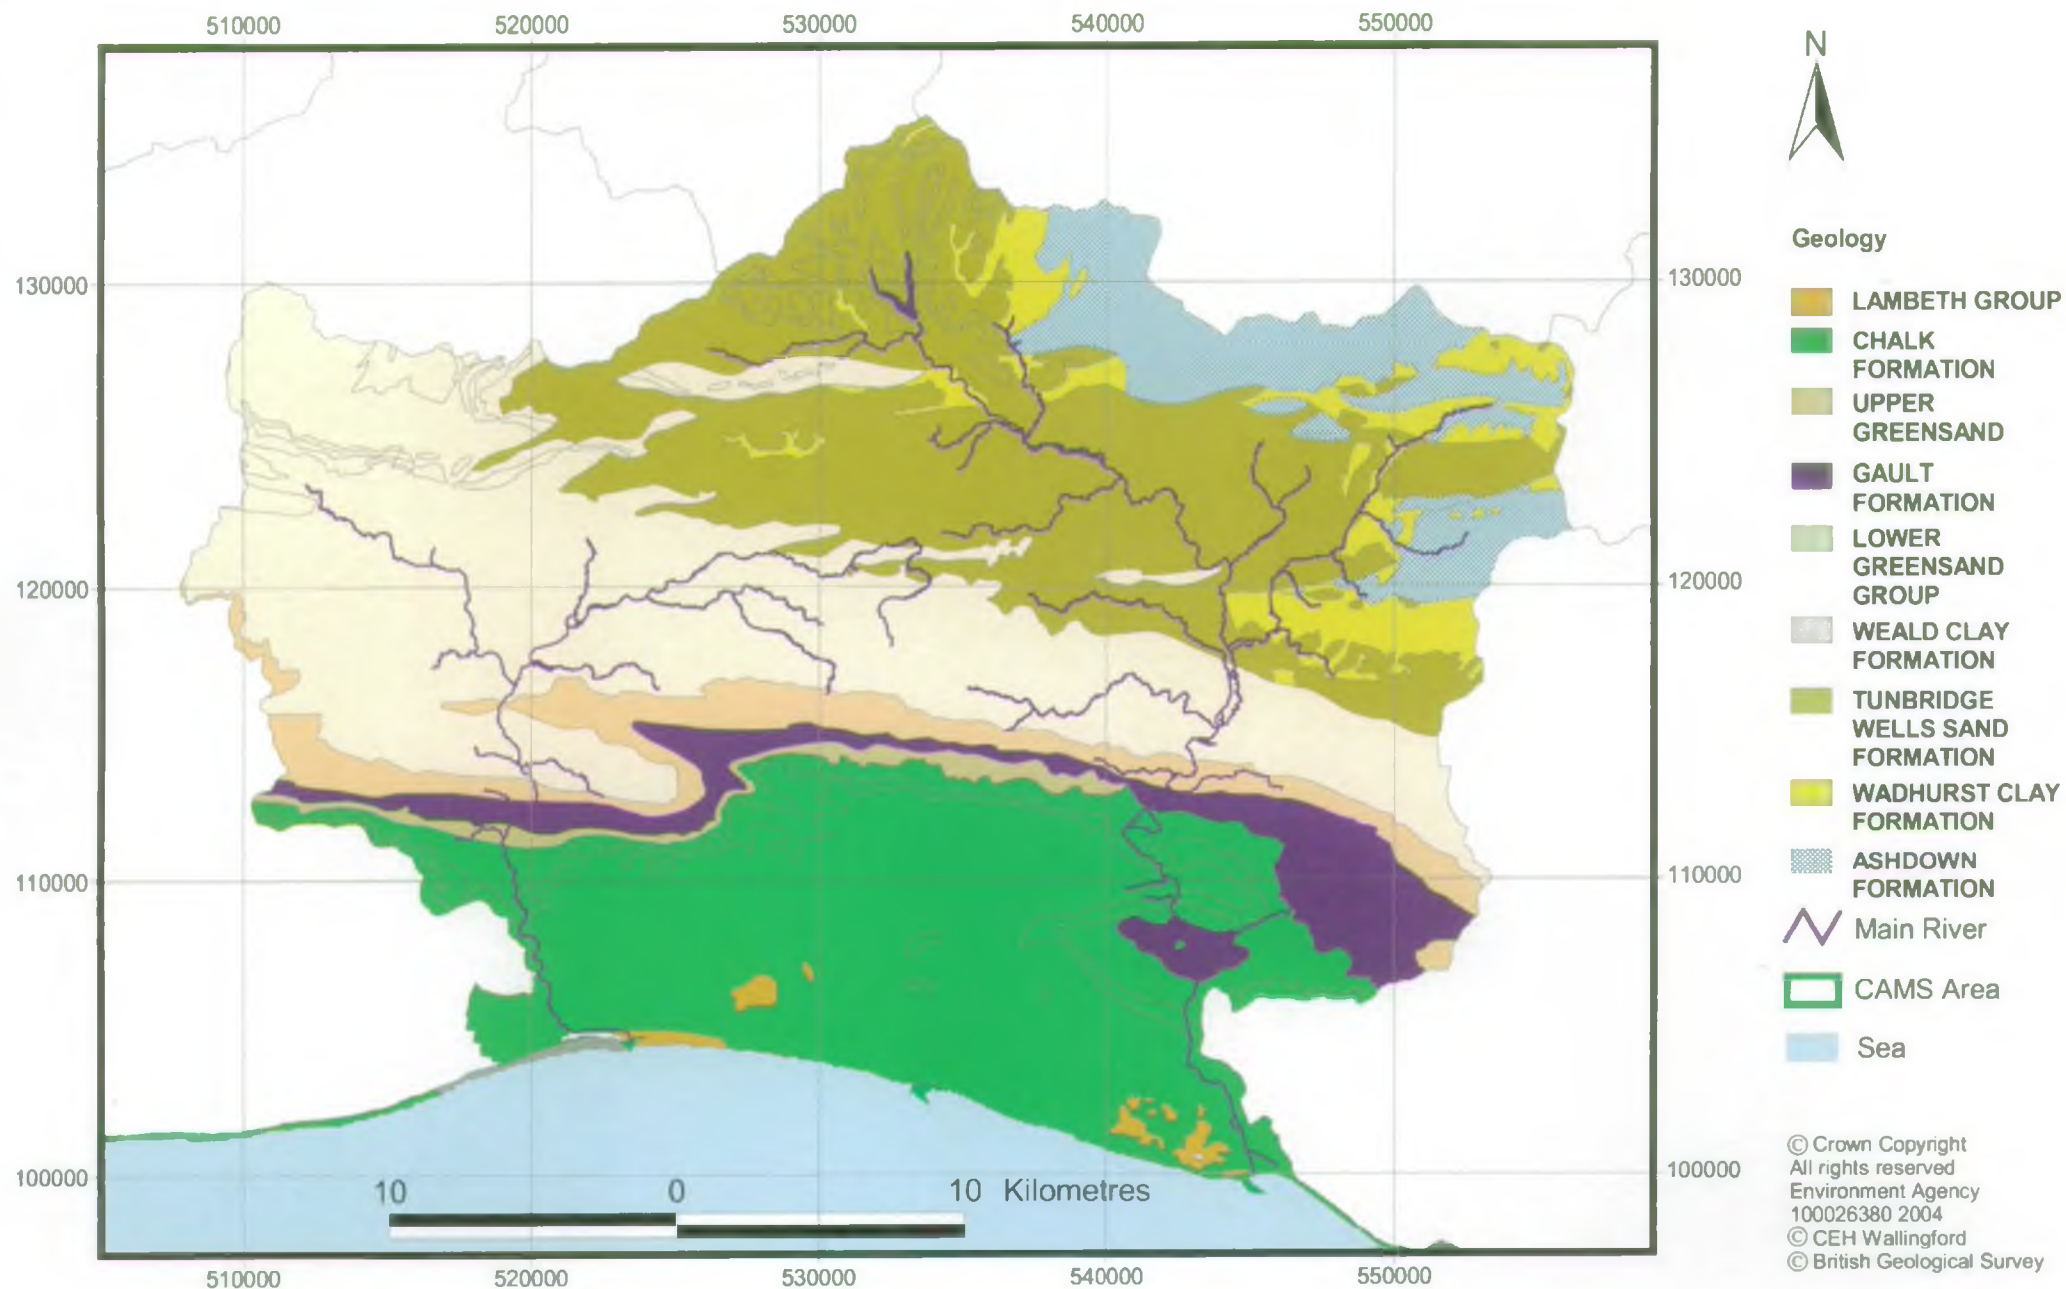 510000 520000 530000 540000 550000
N
Geology
130000 130000
LAMBETH GROUP
CHALK
FORMATION
UPPER
GREENSAND
GAULT
FORMATION
LOWER
GREENSAND
GROUP
120000 120000
WEALD CLAY
FORMATION
TUNBRIDGE
WELLS SAND
FORMATION
WADHURST CLAY
FORMATION
ASHDOWN
FORMATION
110000 110000
Main River
CAMS Area
Sea
100000 100000
10 0 10 Kilometres
© Crown Copyright
All rights reserved
Environment Agency
100026380 2004
© CEH Wallingford
© British Geological Survey
510000 520000 530000 540000 550000